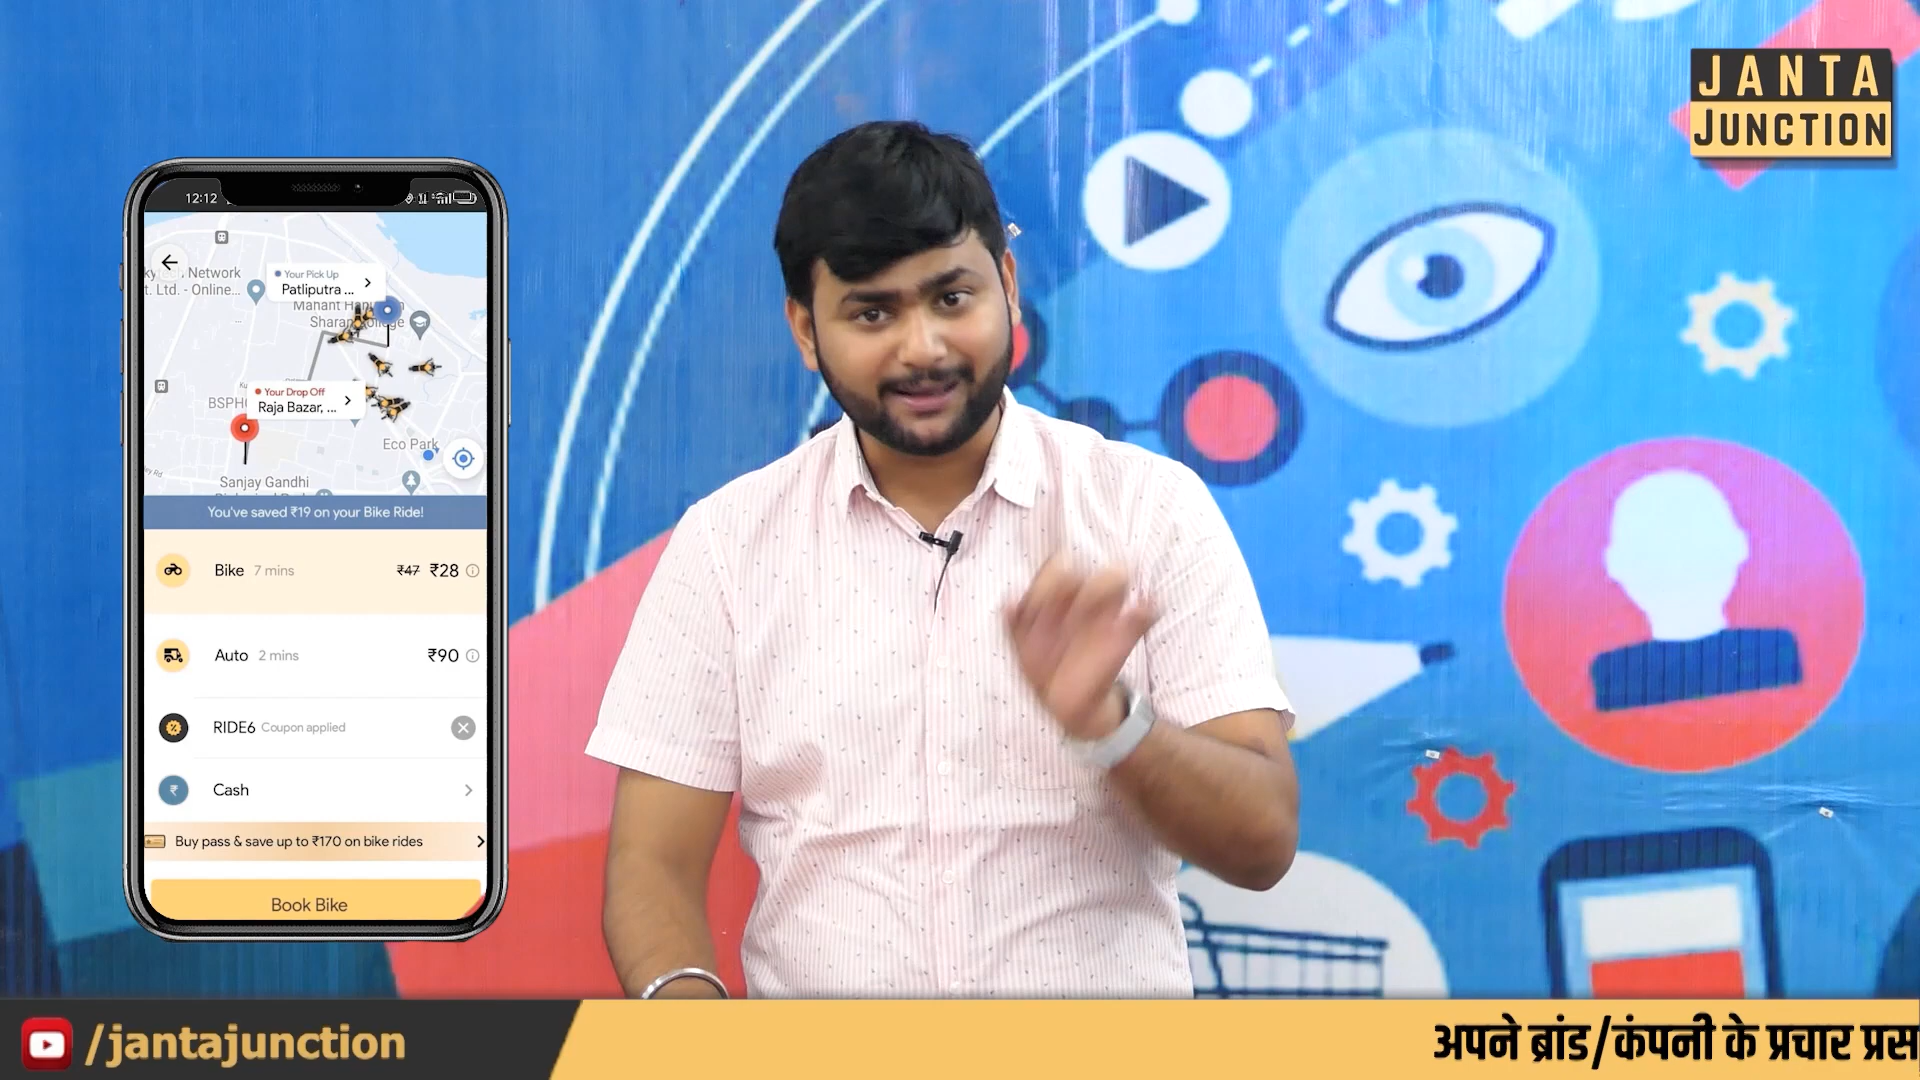 JANTA
JUNCTION
12:12
Network
t. Ltd. - Online...
Your Pick Up
Patliputra ...
Mahant
Sharan
Your Drop Off
Raja Bazar, ...
Eco Park
Sanjay Gandhi
You've saved ₹19 on your Bike Ride!
Bike 7 mins ₹47 ₹28
Auto 2 mins ₹90
RIDE6 Coupon applied
Cash
Buy pass & save up to ₹170 on bike rides
Book Bike
/jantajunction
अपने ब्रांड/कंपनी के प्रचार प्रस